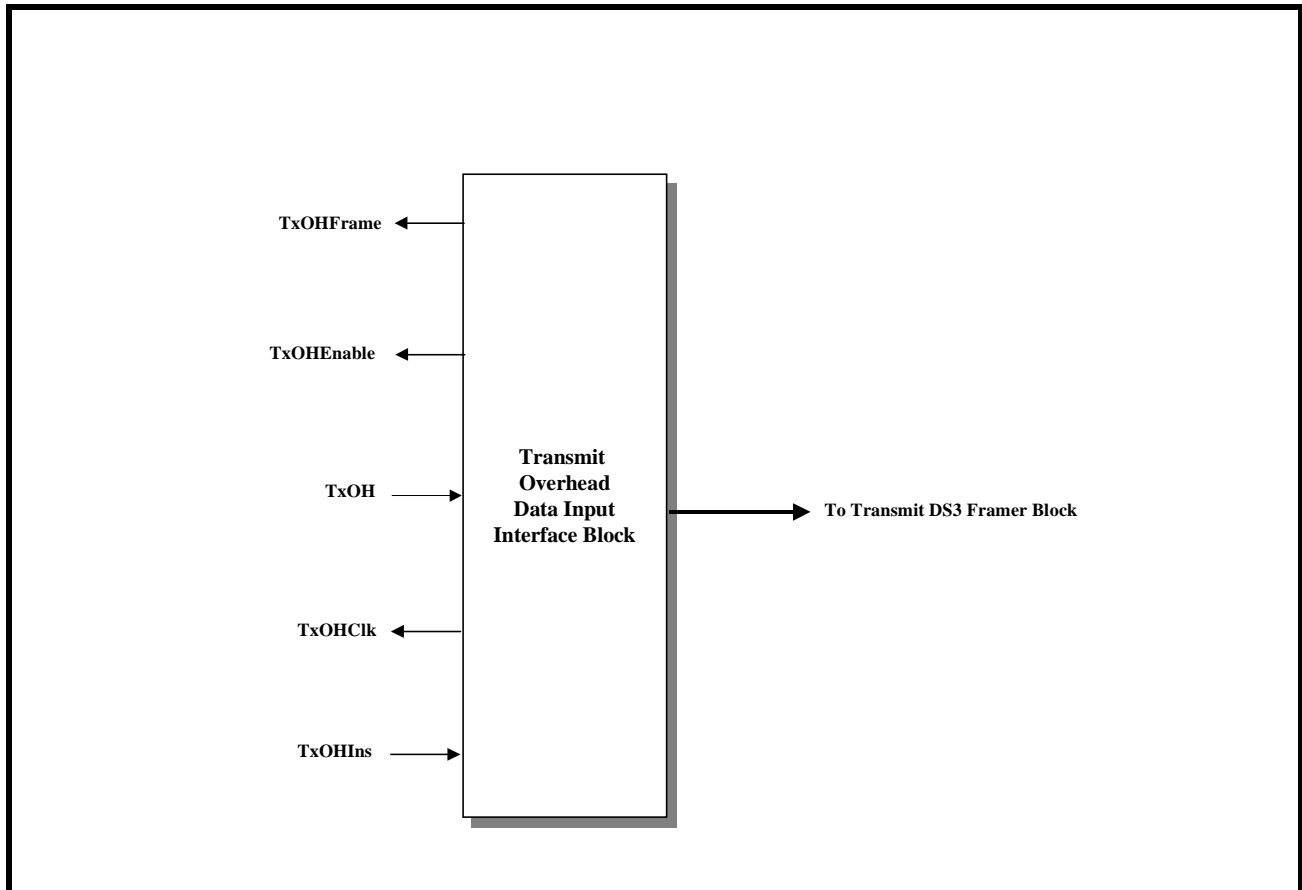 TxOHFrame
TxOHEnable
TxOH
TxOHClk
TxOHIns
Transmit
Overhead
Data Input
Interface Block
To Transmit DS3 Framer Block